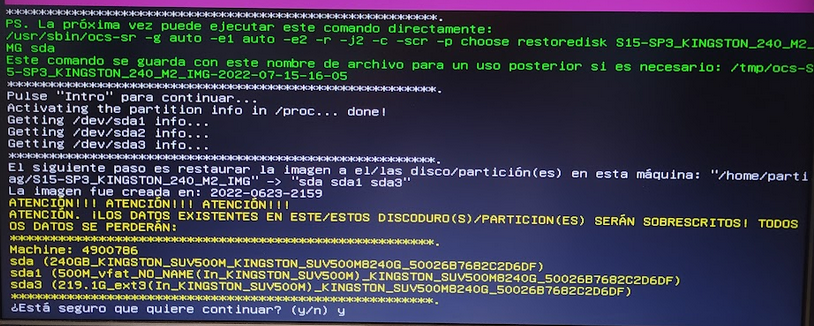 *****************************************************.
PS. La próxima vez puede ejecutar este comando directamente:
/usr/sbin/ocs-sr -g auto -e1 auto -e2 -r -j2 -c -scr -p choose restoredisk S15-SP3_KINGSTON_240_M2_
MG sda
Este comando se guarda con este nombre de archivo para un uso posterior si es necesario: /tmp/ocs-S
5-SP3_KINGSTON_240_M2_IMG-2022-07-15-16-05
*****************************************************.
Pulse "Intro" para continuar...
Activating the partition info in /proc... done!
Getting /dev/sda1 info...
Getting /dev/sda2 info...
Getting /dev/sda3 info...
*****************************************************.
El siguiente paso es restaurar la imagen a el/las disco/partición(es) en esta máquina: "/home/parti
ag/S15-SP3_KINGSTON_240_M2_IMG" -> "sda sda1 sda3"
La imagen fue creada en: 2022-0623-2159
ATENCIÓN!!! ATENCIÓN!!! ATENCIÓN!!!
ATENCIÓN. ¡LOS DATOS EXISTENTES EN ESTE/ESTOS DISCODURO(S)/PARTICION(ES) SERÁN SOBRESCRITOS! TODOS
OS DATOS SE PERDERÁN:
*****************************************************.
Machine: 4900786
sda (240GB_KINGSTON_SUV500M_KINGSTON_SUV500M8240G_50026B7682C2D6DF)
sda1 (500M_vfat_NO_NAME(In_KINGSTON_SUV500M)_KINGSTON_SUV500M8240G_50026B7682C2D6DF)
sda3 (219.1G_ext3(In_KINGSTON_SUV500M)_KINGSTON_SUV500M8240G_50026B7682C2D6DF)
*****************************************************.
¿Está seguro que quiere continuar? (y/n) y